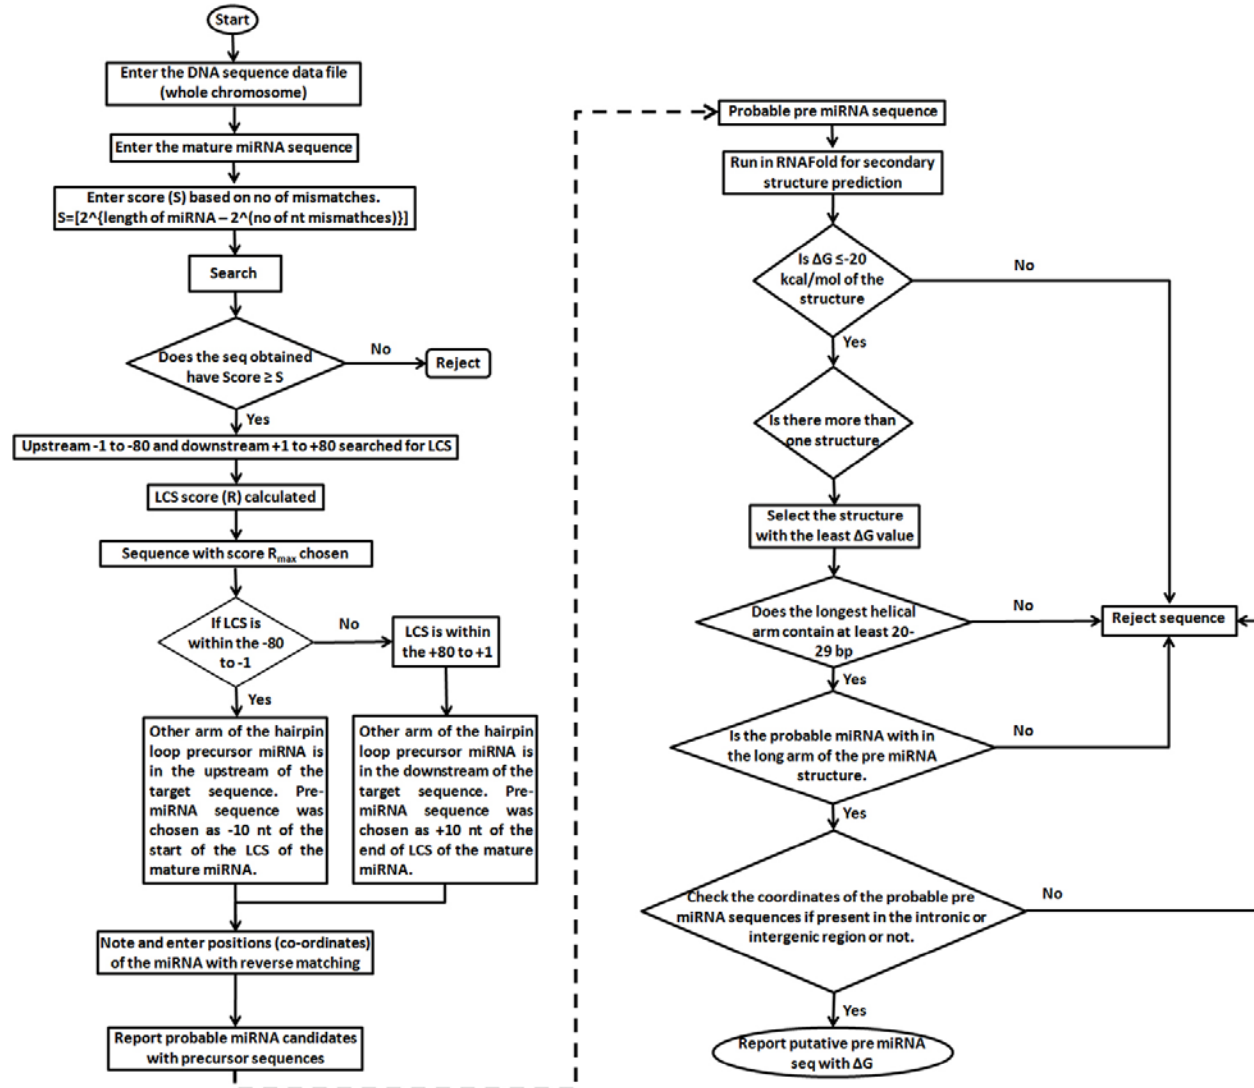 Start
Enter the DNA sequence data file
(whole chromosome)
Enter the mature miRNA sequence
Enter score (S) based on no of mismatches.
S=[2^{length of miRNA – 2^(no of nt mismathces)}]
Search
Does the seq obtained
have Score ≥ S
No
Reject
Yes
Upstream -1 to -80 and downstream +1 to +80 searched for LCS
LCS score (R) calculated
Sequence with score Rmax chosen
If LCS is
within the -80
to -1
No
LCS is within
the +80 to +1
Yes
Other arm of the hairpin
loop precursor miRNA is
in the upstream of the
target sequence. Pre-
miRNA sequence was
chosen as -10 nt of the
start of the LCS of the
mature miRNA.
Other arm of the hairpin
loop precursor miRNA is
in the downstream of the
target sequence. Pre-
miRNA sequence was
chosen as +10 nt of the
end of LCS of the mature
miRNA.
Note and enter positions (co-ordinates)
of the miRNA with reverse matching
Report probable miRNA candidates
with precursor sequences
Probable pre miRNA sequence
Run in RNAFold for secondary
structure prediction
Is ΔG ≤-20
kcal/mol of the
structure
No
Yes
Is there more than
one structure
Select the structure
with the least ΔG value
Does the longest helical
arm contain at least 20-
29 bp
No
Reject sequence
Yes
Is the probable miRNA with in
the long arm of the pre miRNA
structure.
No
Yes
Check the coordinates of the probable pre
miRNA sequences if present in the intronic or
intergenic region or not.
No
Yes
Report putative pre miRNA
seq with ΔG